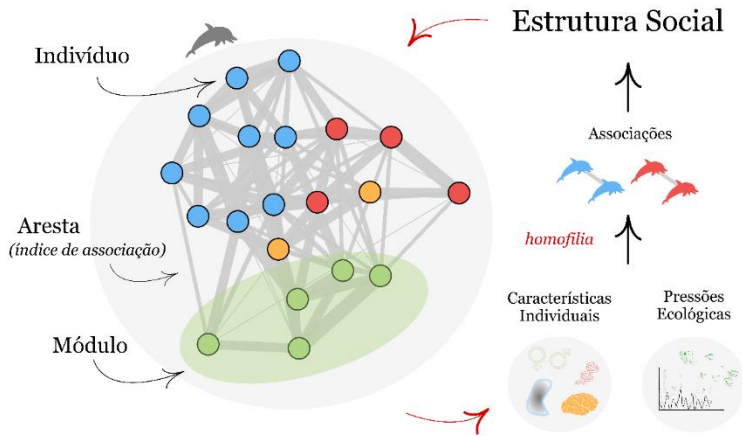 Estrutura Social
Indivíduo
Associações
Aresta
(índice de associação)
homofilia
Características
Individuais
Pressões
Ecológicas
Módulo